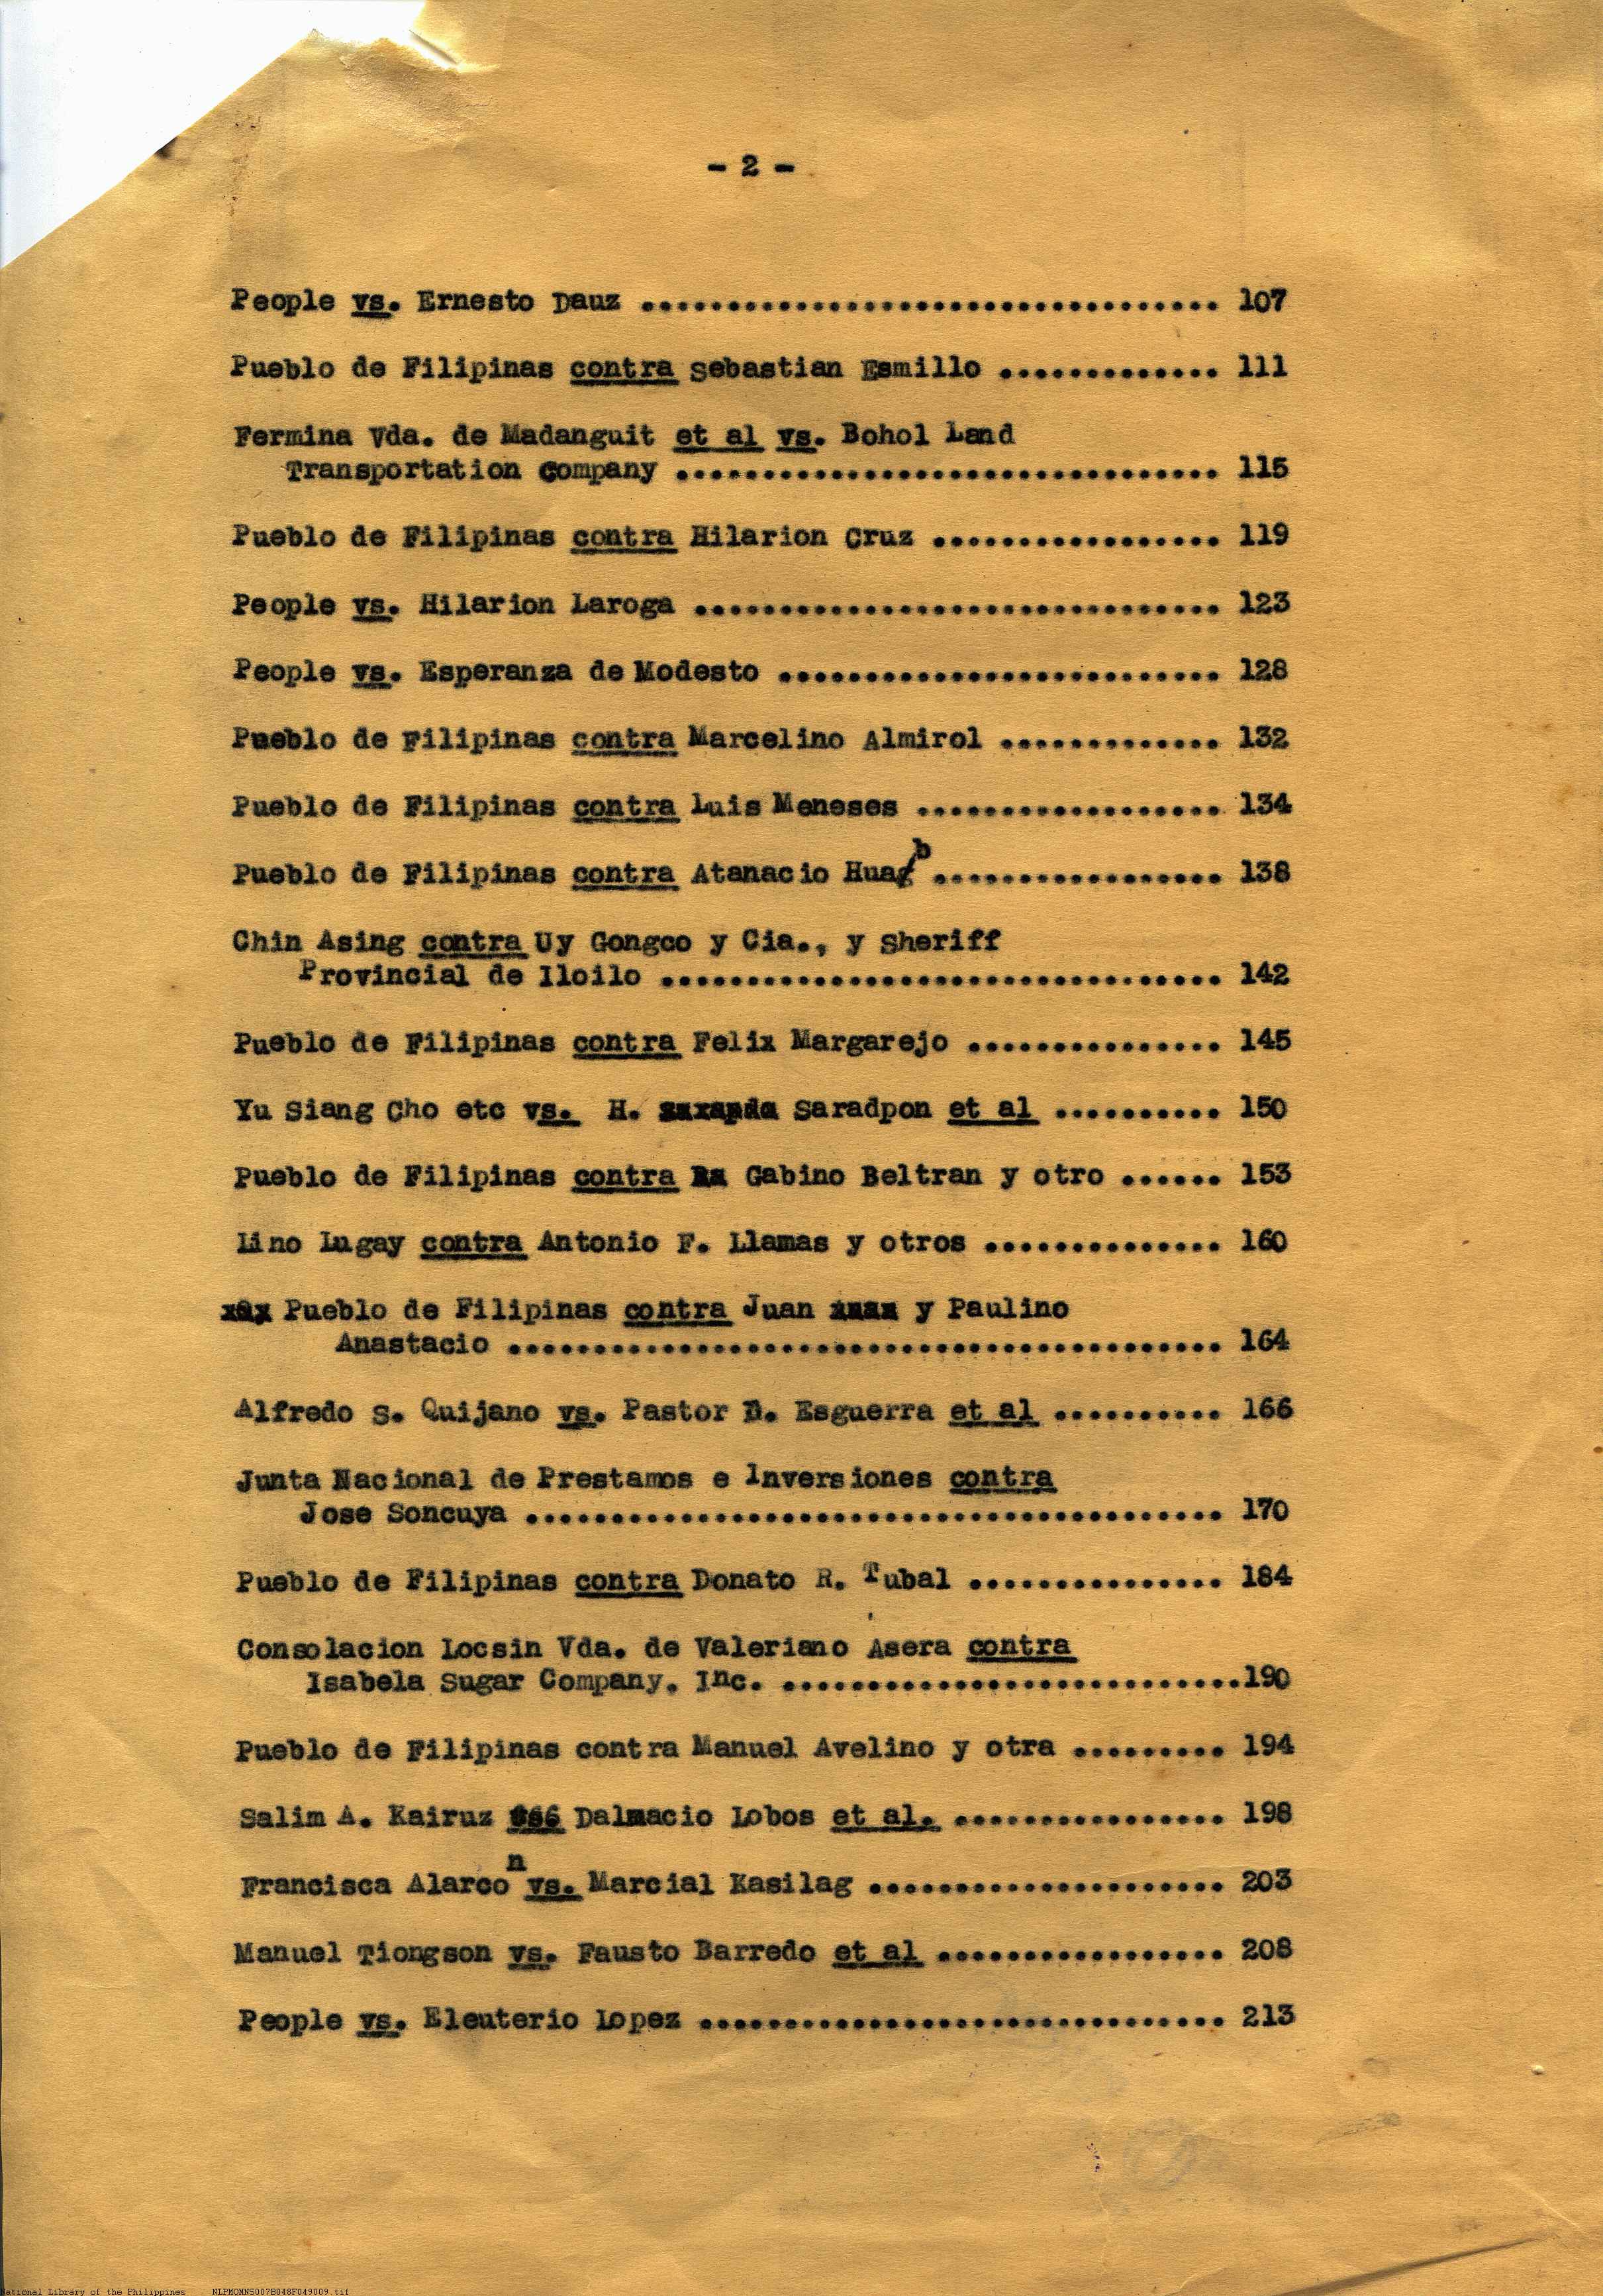 - 2 -
People vs. Ernesto Dauz .................................. 107
Pueblo de Filipinas contra Sebastian Esmillo ............. 111
Fermina Vda. de Madanguit et al vs. Bohol Land
Transportation Company ................................ 115
Pueblo de Filipinas contra Hilarion Cruz ................. 119
People vs. Hilarion Laroga ............................... 123
People vs. Esperanza de Modesto .......................... 128
Pueblo de Filipinas contra Marcelino Almirol ............. 132
Pueblo de Filipinas contra Luis Meneses .................. 134
Pueblo de Filipinas contra Atanacio Huab ................. 138
Chin Asing contra Uy Gongco y Cia., y Sheriff
Provincial de Iloilo ................................. 142
Pueblo de Filipinas contra Felix Margarejo ............... 145
Yu Siang Cho etc vs. H. Saradpon et al .......... 150
Pueblo de Filipinas contra Gabino Beltran y otro ...... 153
Lino Lugay contra Antonio F. Llamas y otros .............. 160
Pueblo de Filipinas contra Juan y Paulino
Anastacio .......................................... 164
Alfredo S. Quijano vs. Pastor D. Esguerra et al .......... 166
Junta Nacional de Prestamos e Inversiones contra
Jose Soncuya ......................................... 170
Pueblo de Filipinas contra Donato R. Tubal ............... 184
Consolacion Locsin Vda. de Valeriano Asera contra
Isabela Sugar Company, Inc. ...........................190
Pueblo de Filipinas contra Manuel Avelino y otra ......... 194
Salim A. Kairuz Dalmacio Lobos et al. ................ 198
Francisca Alarcon vs. Marcial Kasilag ..................... 203
Manuel Tiongson vs. Fausto Barredo et al ................. 208
People vs. Eleuterio Lopez ............................... 213
National Library of the Philippines NLPMQMNS007B048F049009.tif